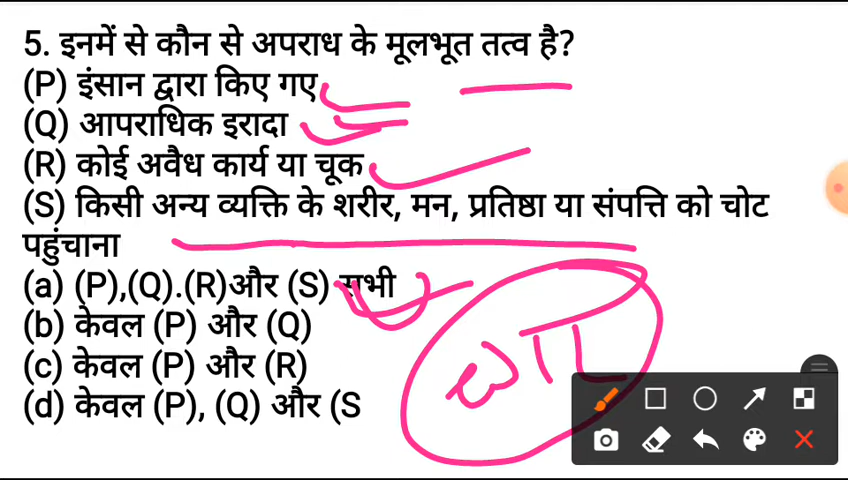 5. इनमें से कौन से अपराध के मूलभूत तत्व है?
(P) इंसान द्वारा किए गए
(Q) आपराधिक इरादा
(R) कोई अवैध कार्य या चूक
(S) किसी अन्य व्यक्ति के शरीर, मन, प्रतिष्ठा या संपत्ति को चोट
पहुंचाना
(a) (P),(Q).(R)और (S) सभी
(b) केवल (P) और (Q)
(c) केवल (P) और (R)
(d) केवल (P), (Q) और (S